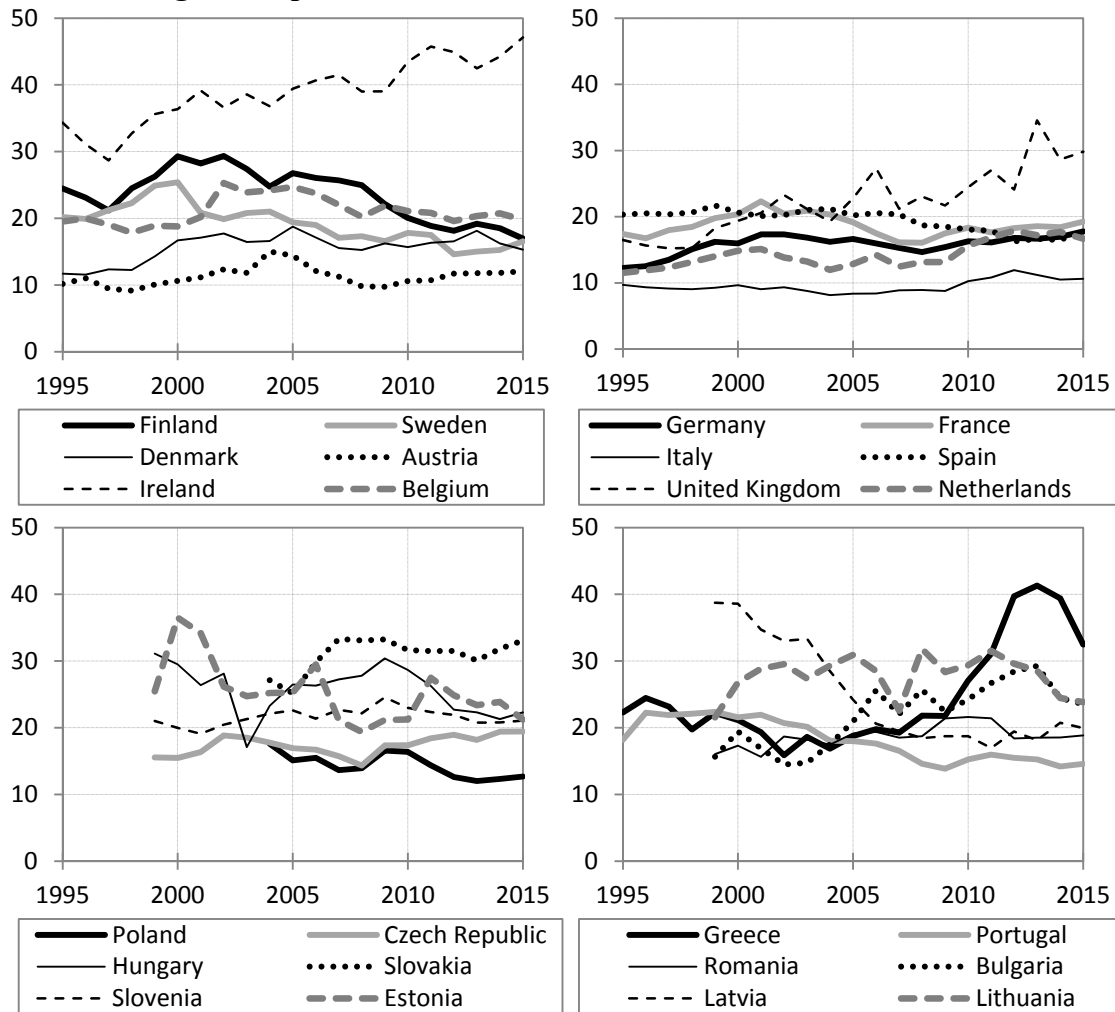 50
40
30
20
10
0
1995 2000 2005 2010 2015
Finland Sweden
Denmark Austria
Ireland Belgium
50
40
30
20
10
0
1995 2000 2005 2010 2015
Germany France
Italy Spain
United Kingdom Netherlands
50
40
30
20
10
0
1995 2000 2005 2010 2015
Poland Czech Republic
Hungary Slovakia
Slovenia Estonia
50
40
30
20
10
0
1995 2000 2005 2010 2015
Greece Portugal
Romania Bulgaria
Latvia Lithuania